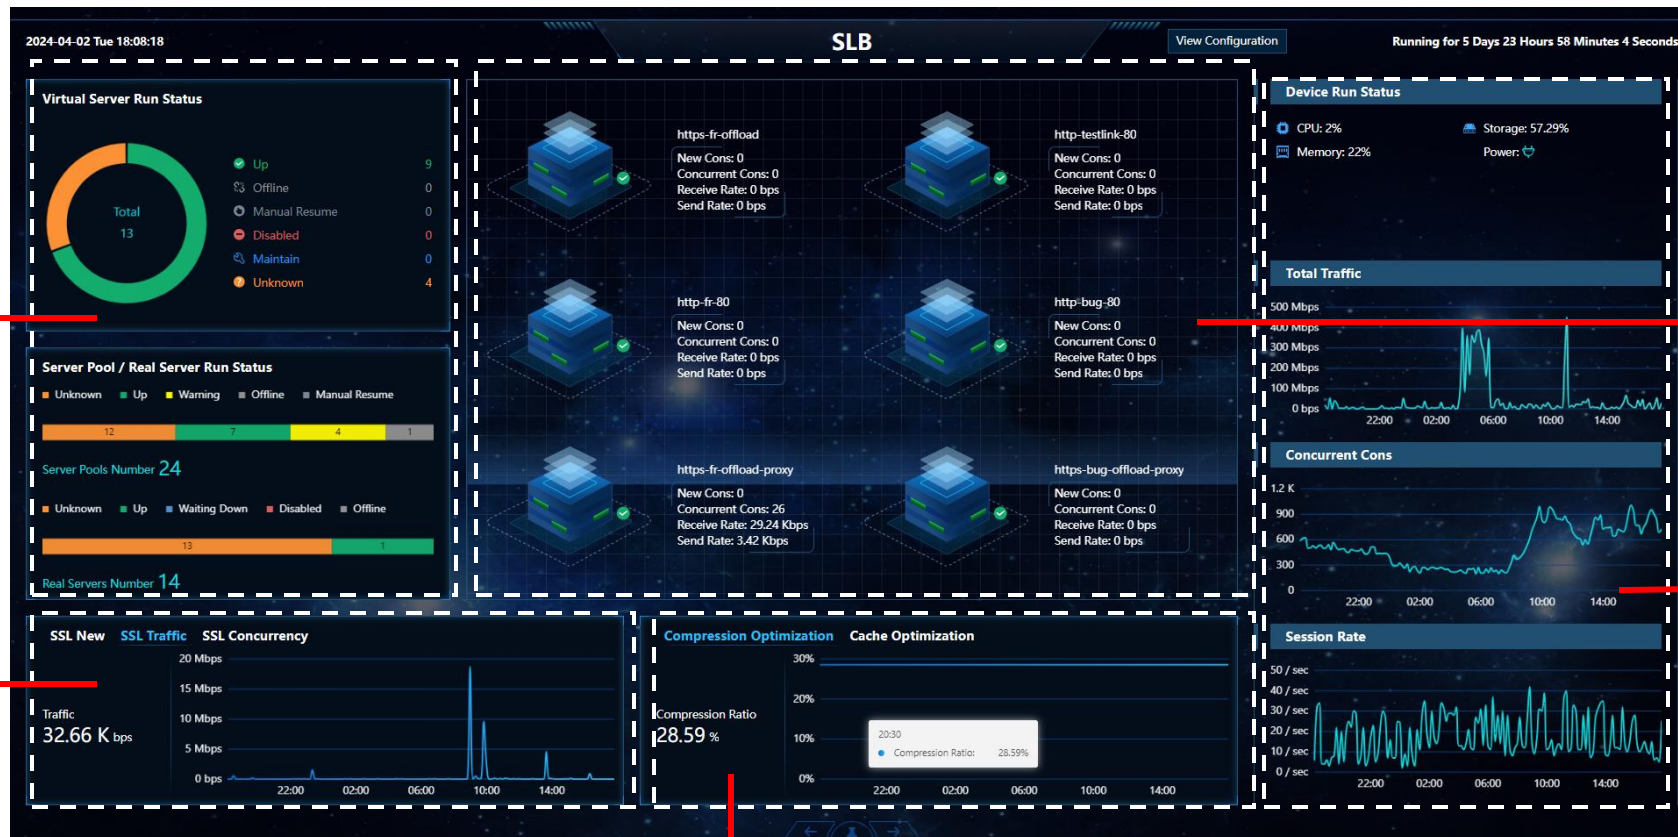 2024-04-02 Tue 18:08:18
SLB
View Configuration
Running for 5 Days 23 Hours 58 Minutes 4 Seconds
Virtual Server Run Status
Total
13
Up 9
Offline 0
Manual Resume 0
Disabled 0
Maintain 0
Unknown 4
Server Pool / Real Server Run Status
Unknown Up Warning Offline Manual Resume
12 7 4 1
Server Pools Number 24
Unknown Up Waiting Down Disabled Offline
13 1
Real Servers Number 14
https-fr-offload
New Cons: 0
Concurrent Cons: 0
Receive Rate: 0 bps
Send Rate: 0 bps
http-testlink-80
New Cons: 0
Concurrent Cons: 0
Receive Rate: 0 bps
Send Rate: 0 bps
http-fr-80
New Cons: 0
Concurrent Cons: 0
Receive Rate: 0 bps
Send Rate: 0 bps
http-bug-80
New Cons: 0
Concurrent Cons: 0
Receive Rate: 0 bps
Send Rate: 0 bps
https-fr-offload-proxy
New Cons: 0
Concurrent Cons: 26
Receive Rate: 29.24 Kbps
Send Rate: 3.42 Kbps
https-bug-offload-proxy
New Cons: 0
Concurrent Cons: 0
Receive Rate: 0 bps
Send Rate: 0 bps
Device Run Status
CPU: 2% Storage: 57.29%
Memory: 22% Power:
Total Traffic
500 Mbps
400 Mbps
300 Mbps
200 Mbps
100 Mbps
0 bps
22:00 02:00 06:00 10:00 14:00
Concurrent Cons
1.2 K
900
600
300
0
22:00 02:00 06:00 10:00 14:00
Session Rate
50 / sec
40 / sec
30 / sec
20 / sec
10 / sec
0 / sec
22:00 02:00 06:00 10:00 14:00
SSL New SSL Traffic SSL Concurrency
Traffic
32.66 K bps
20 Mbps
15 Mbps
10 Mbps
5 Mbps
0 bps
22:00 02:00 06:00 10:00 14:00
Compression Optimization Cache Optimization
Compression Ratio
28.59 %
30%
20%
10%
0%
20:30
Compression Ratio: 28.59%
22:00 02:00 06:00 10:00 14:00